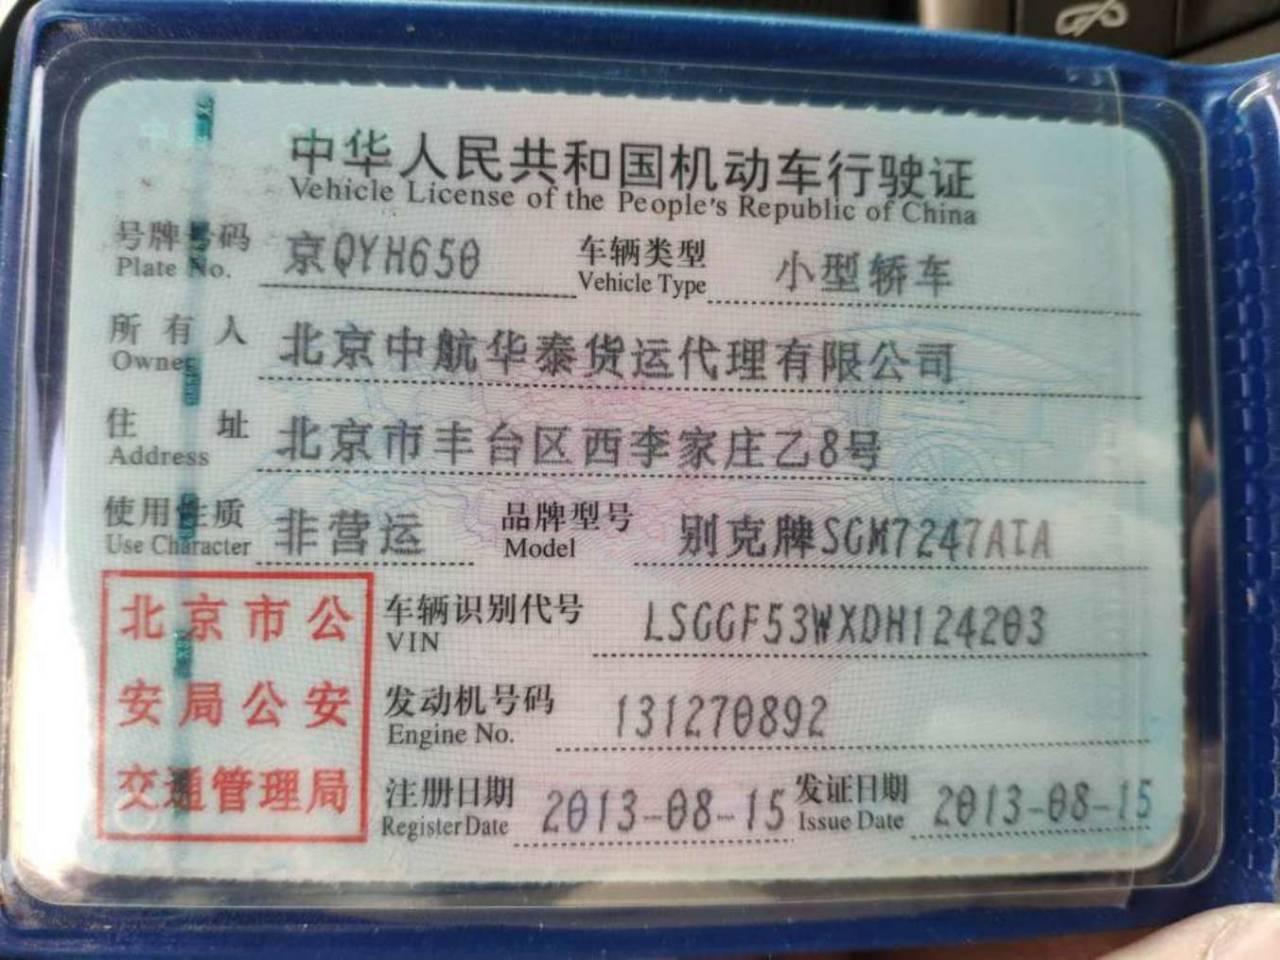 中华人民共和国机动车行驶证
Vehicle License of the People's Republic of China
号牌号码 京QYH650 车辆类型 小型轿车
Plate No. Vehicle Type
所有人 北京中航华泰货运代理有限公司
Owner
住址 北京市丰台区西李家庄乙8号
Address
使用性质 非营运 品牌型号 别克牌SGM7247AIA
Use Character Model
北京市公
安局公安
交通管理局
车辆识别代号 LSGGF53WXDH124203
VIN
发动机号码 131270892
Engine No.
注册日期 2013-08-15 发证日期 2013-08-15
Register Date Issue Date